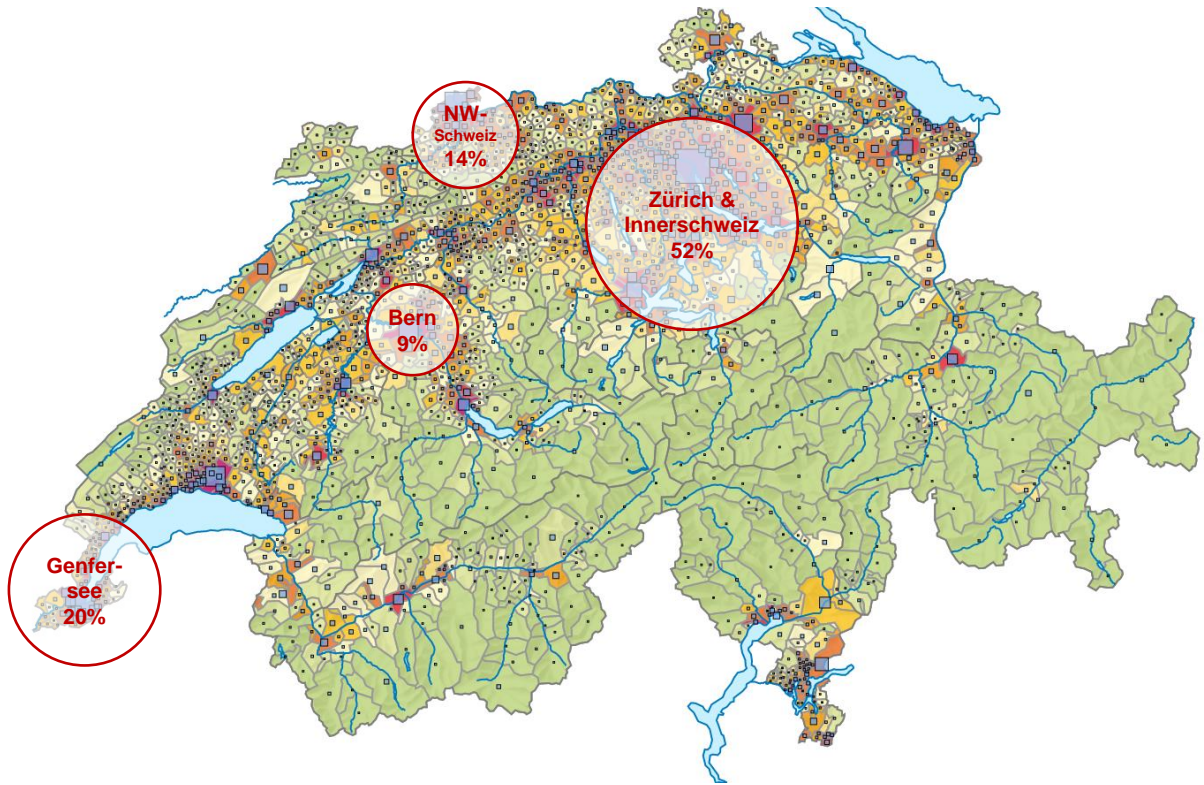 NW-
Schweiz
14%
Zürich &
Innerschweiz
52%
Bern
9%
Genfer-
see
20%